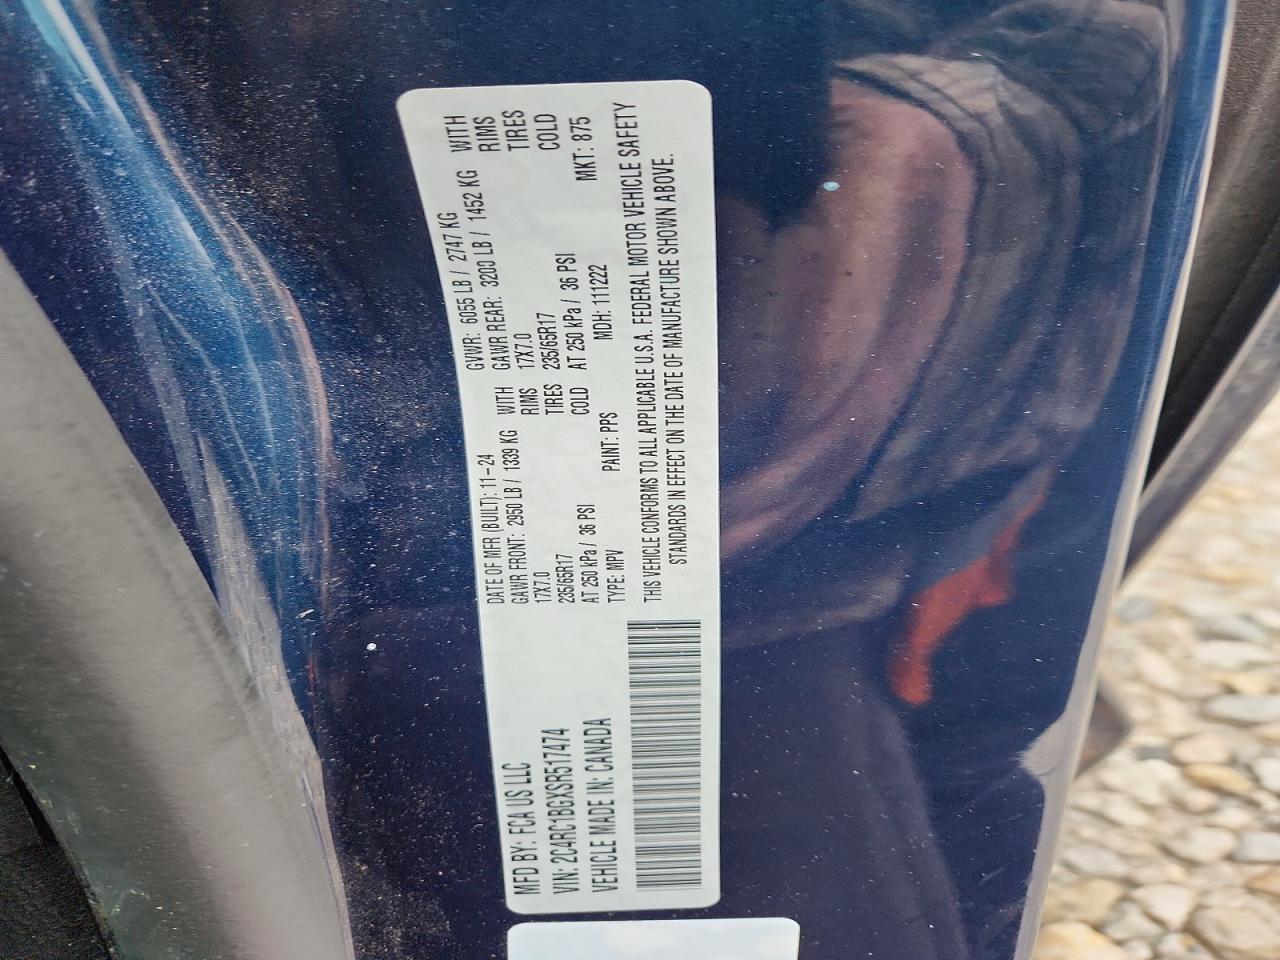 MFD BY: FCA US LLC
VIN: 2C4RC1BGXSR517474
VEHICLE MADE IN: CANADA
DATE OF MFR (BUILT): 11-24
GAWR FRONT: 2950 LB / 1339 KG WITH
17X7.0 RIMS
235/65R17 TIRES
AT 250 kPa / 36 PSI COLD
TYPE: MPV PAINT: PPS
GVWR: 6055 LB / 2747 KG
GAWR REAR: 3200 LB / 1452 KG WITH
17X7.0 RIMS
235/65R17 TIRES
AT 250 kPa / 36 PSI COLD
MDH: 111222 MKT: 875
THIS VEHICLE CONFORMS TO ALL APPLICABLE U.S.A. FEDERAL MOTOR VEHICLE SAFETY
STANDARDS IN EFFECT ON THE DATE OF MANUFACTURE SHOWN ABOVE.